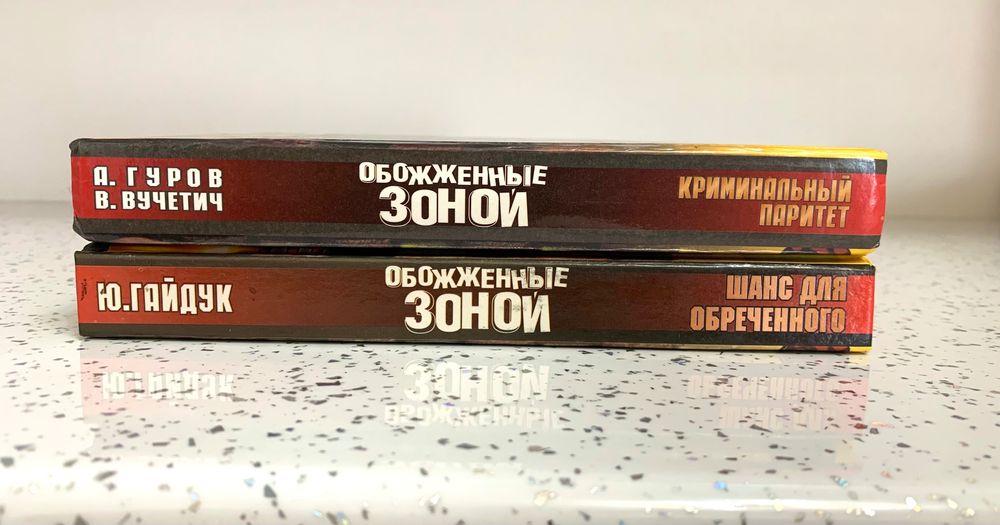 А. ГУРОВ
В. ВУЧЕТИЧ
ОБОЖЖЕННЫЕ
ЗОНОЙ
КРИМИНАЛЬНЫЙ
ПАРИТЕТ
Ю.ГАЙДУК
ОБОЖЖЕННЫЕ
ЗОНОЙ
ШАНС ДЛЯ
ОБРЕЧЕННОГО